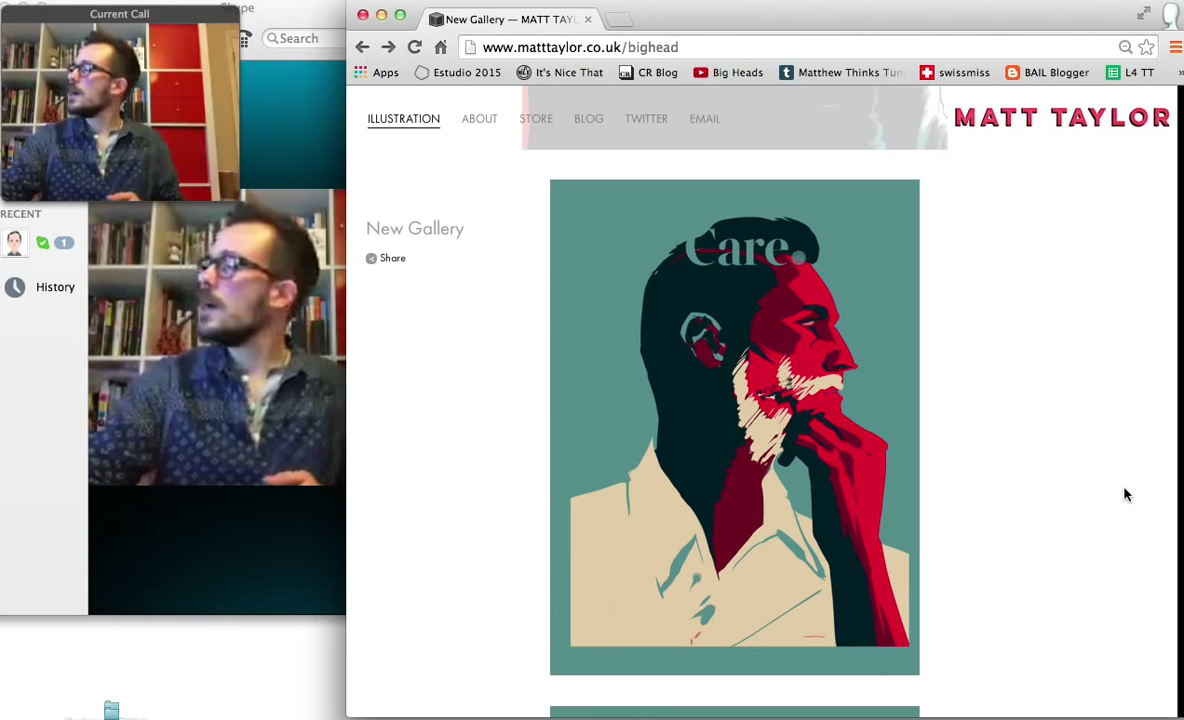 Current Call
Search
RECENT
1
History
New Gallery — MATT TAYL
www.matttaylor.co.uk/bighead
Apps
Estudio 2015
It's Nice That
CR Blog
Big Heads
Matthew Thinks Tum
swissmiss
BAIL Blogger
L4 TT
»
ILLUSTRATION
ABOUT
STORE
BLOG
TWITTER
EMAIL
MATT TAYLOR
New Gallery
Share
Care.